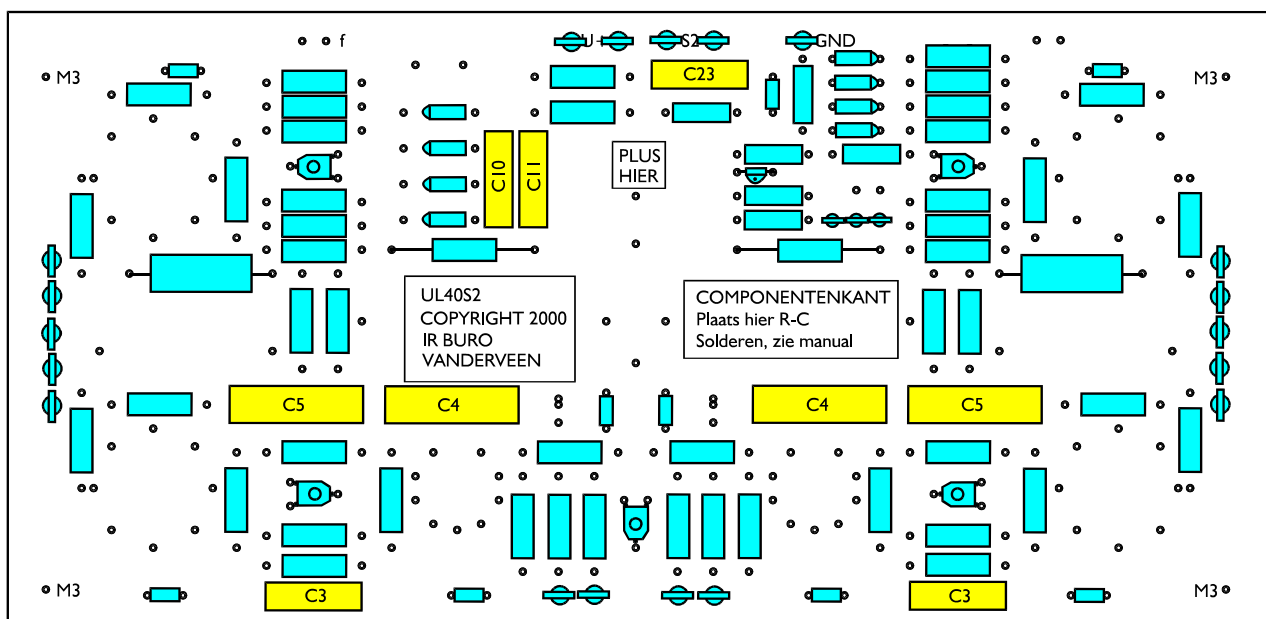 f
U+
S2
GND
M3
C23
M3
C10
C11
PLUS
HIER
UL40S2
COPYRIGHT 2000
IR BURO
VANDERVEEN
COMPONENTENKANT
Plaats hier R-C
Solderen, zie manual
C5
C4
C4
C5
M3
C3
C3
M3